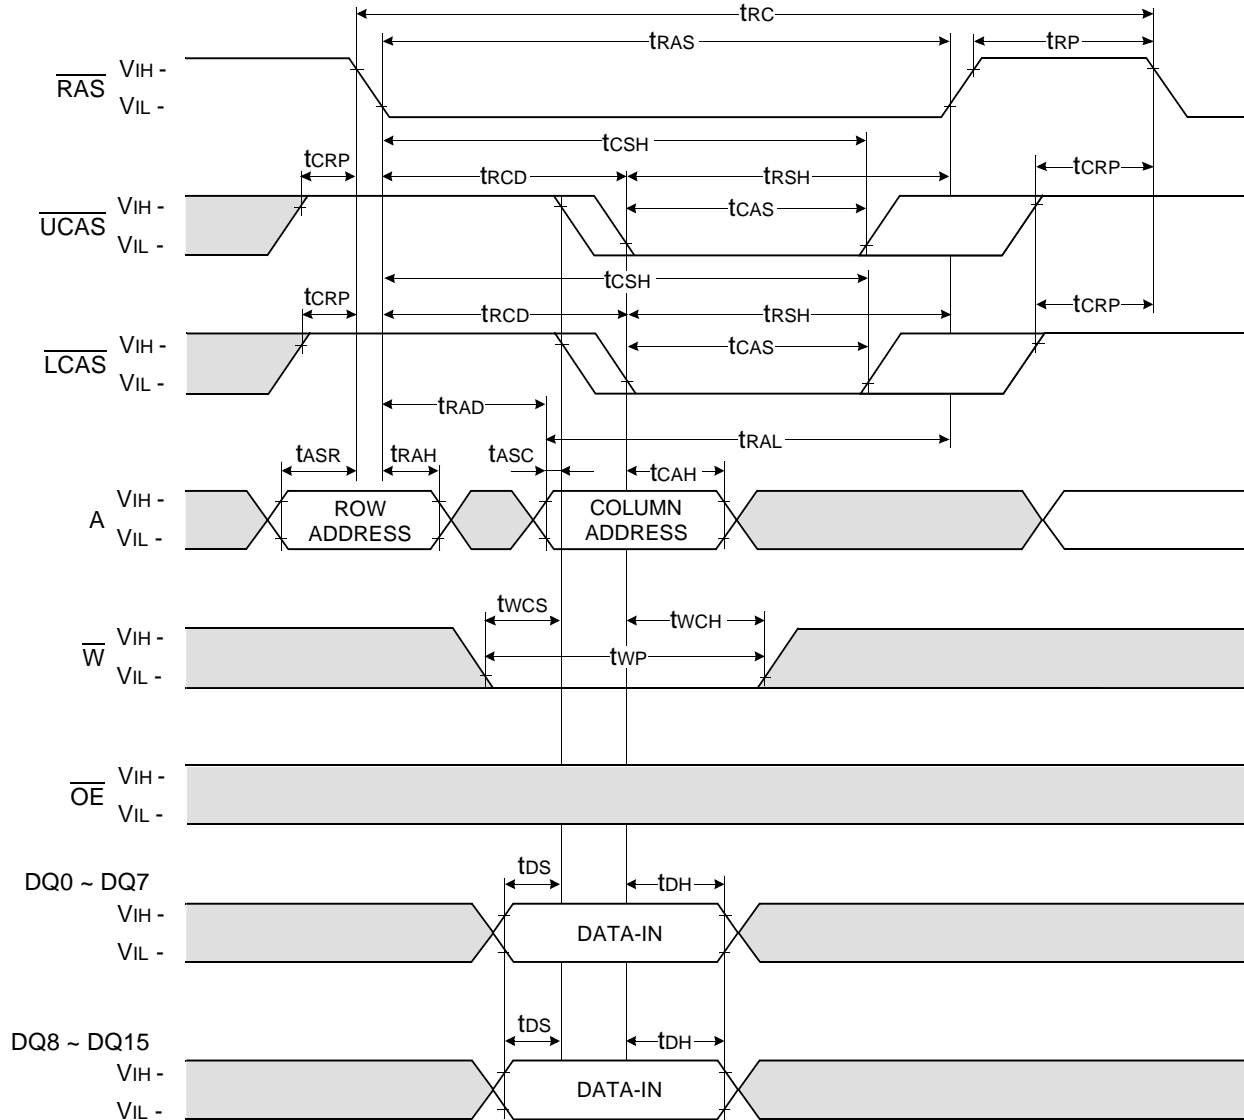 tRC
tRAS
tRP
RAS
VIH -
VIL -
tCSH
tCRP
tRCD
tRSH
tCRP
UCAS
VIH -
VIL -
tCAS
tCSH
tCRP
tRCD
tRSH
tCRP
LCAS
VIH -
VIL -
tCAS
tRAD
tRAL
tASR
tRAH
tASC
tCAH
A
VIH -
VIL -
ROW
ADDRESS
COLUMN
ADDRESS
tWCS
tWCH
W
VIH -
VIL -
tWP
OE
VIH -
VIL -
DQ0 ~ DQ7
tDS
tDH
VIH -
VIL -
DATA-IN
DQ8 ~ DQ15
tDS
tDH
VIH -
VIL -
DATA-IN